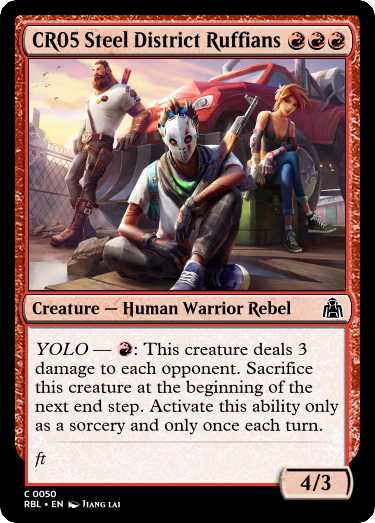 CR05 Steel District Ruffians
Creature — Human Warrior Rebel
YOLO — : This creature deals 3
damage to each opponent. Sacrifice
this creature at the beginning of the
next end step. Activate this ability only
as a sorcery and only once each turn.
ft
4/3
C 0050
RBL • EN JIANG LAI